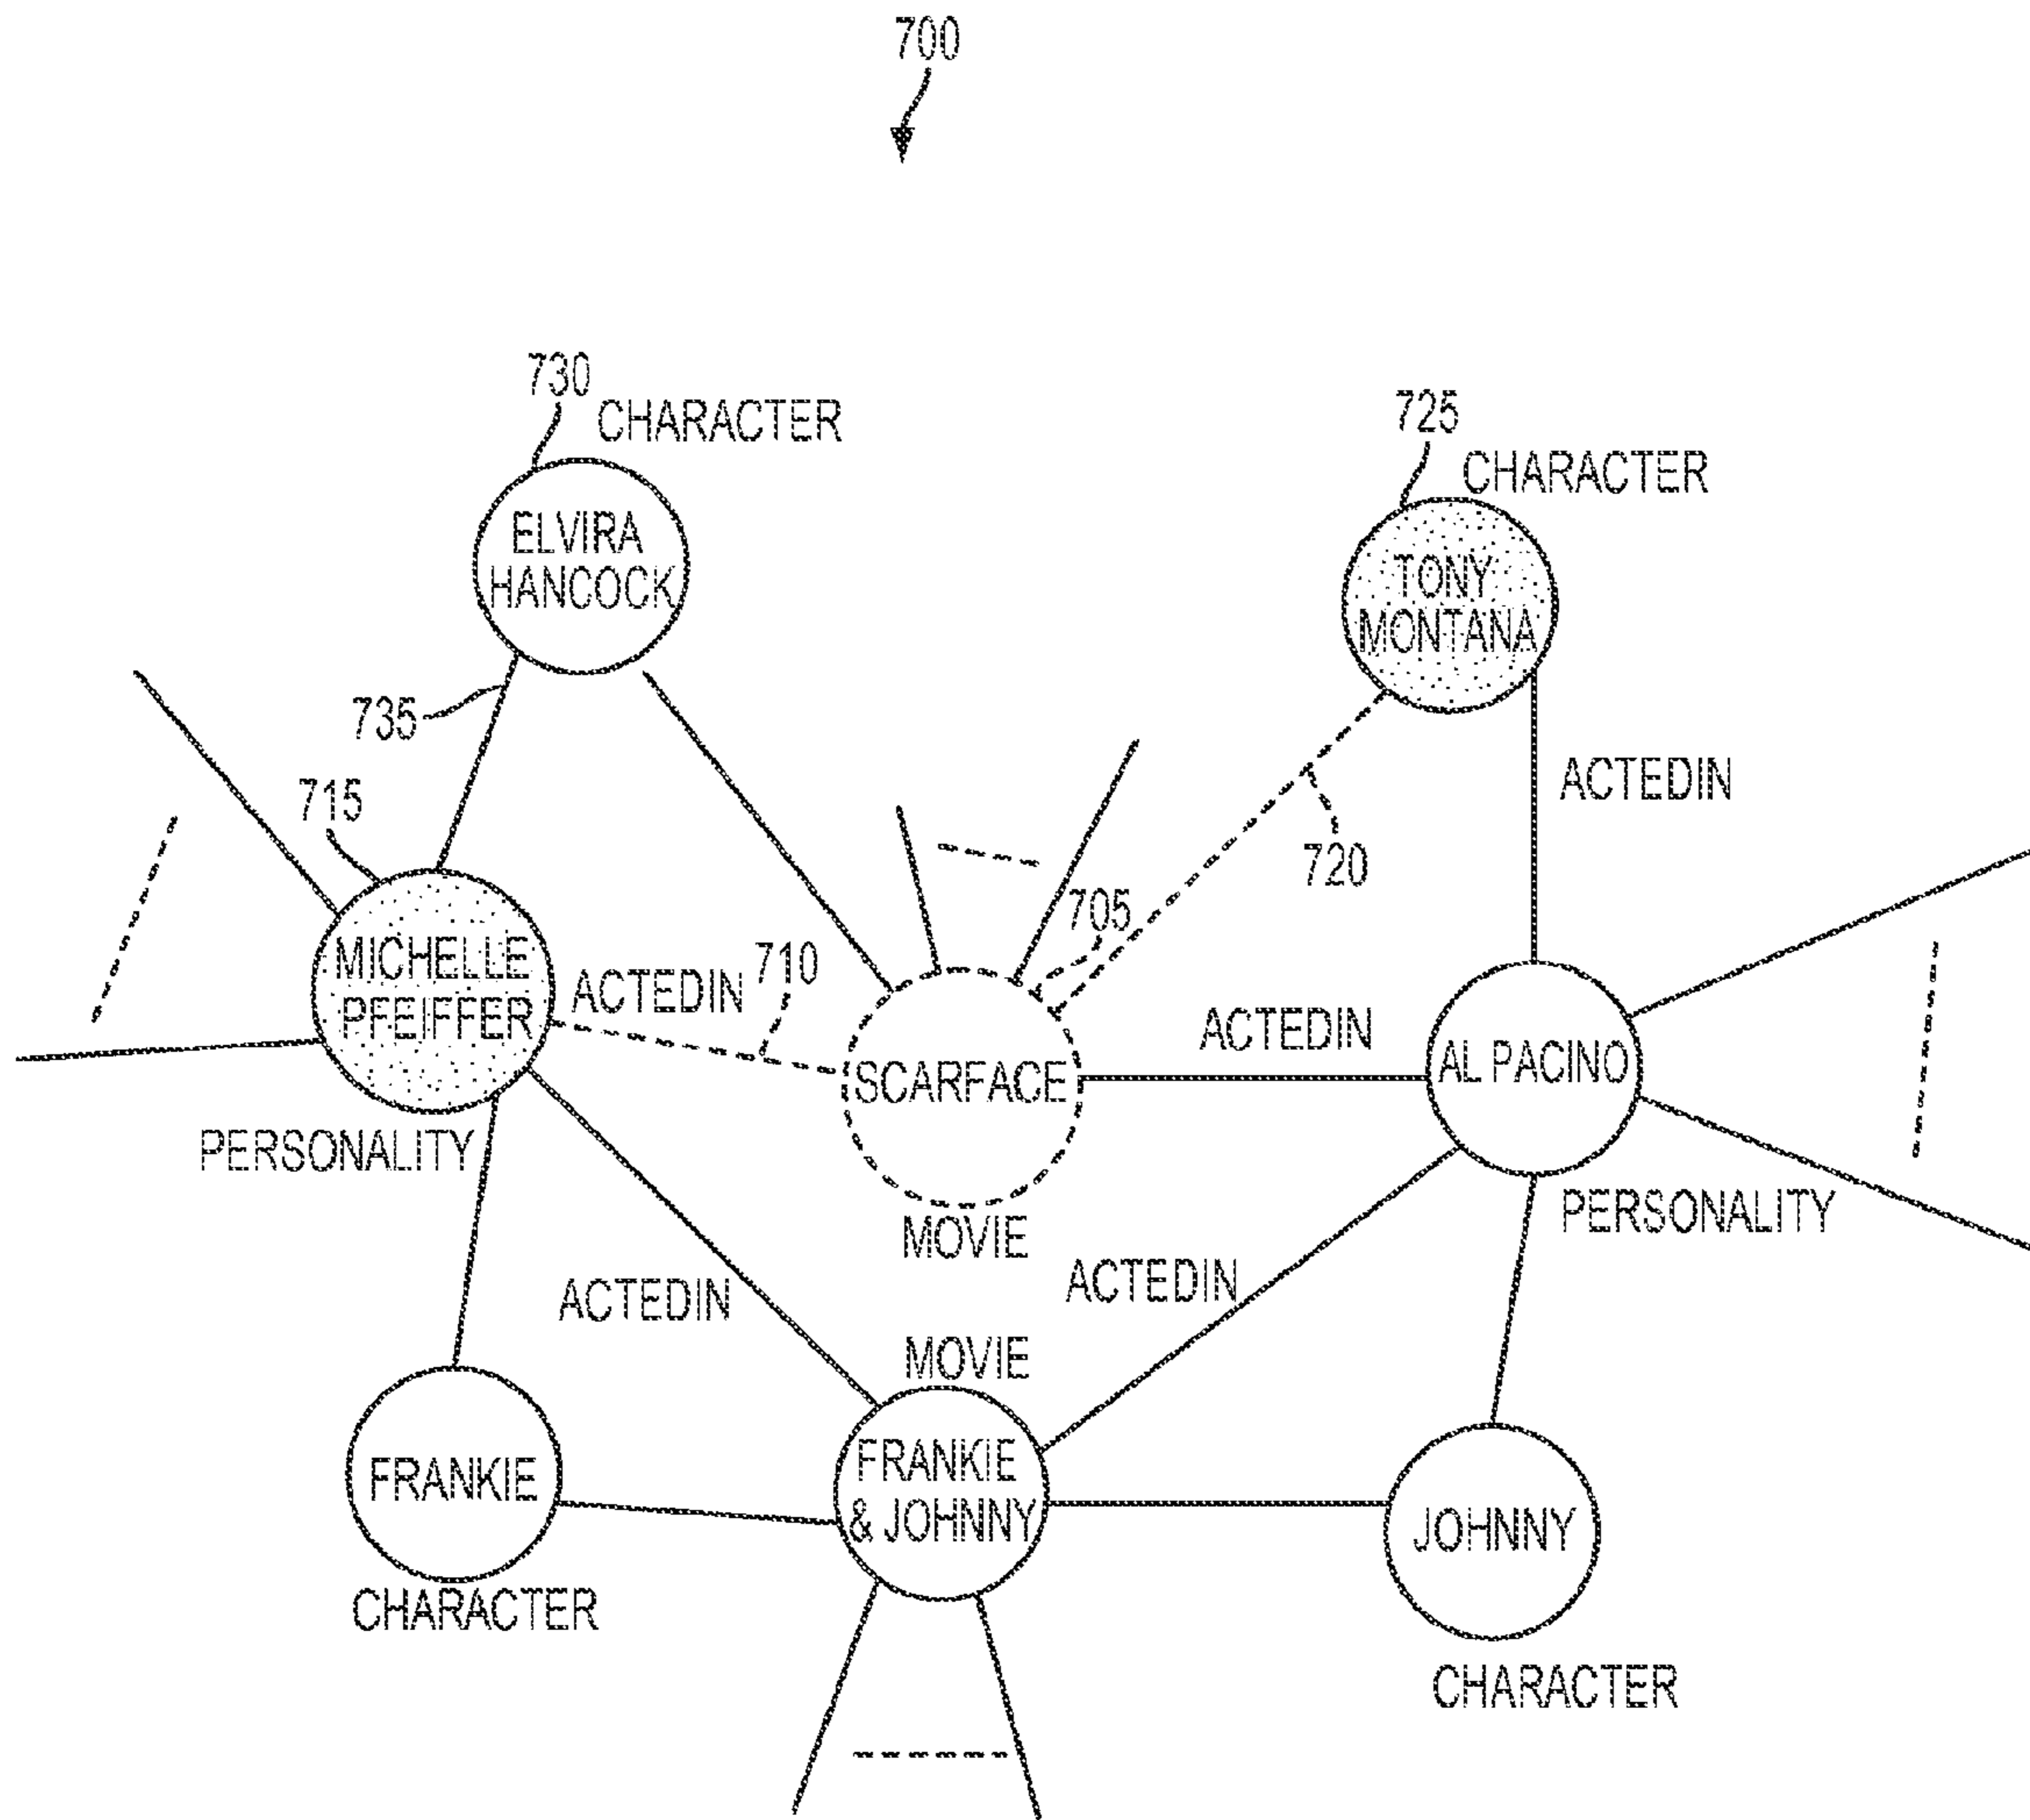 700
730
CHARACTER
725
CHARACTER
ELVIRA
HANCOCK
TONY
MONTANA
735
ACTEDIN
715
720
705
MICHELLE
PFEIFFER
ACTEDIN
710
SCARFACE
ACTEDIN
AL PACINO
PERSONALITY
MOVIE
PERSONALITY
ACTEDIN
ACTEDIN
MOVIE
FRANKIE
FRANKIE
& JOHNNY
JOHNNY
CHARACTER
CHARACTER